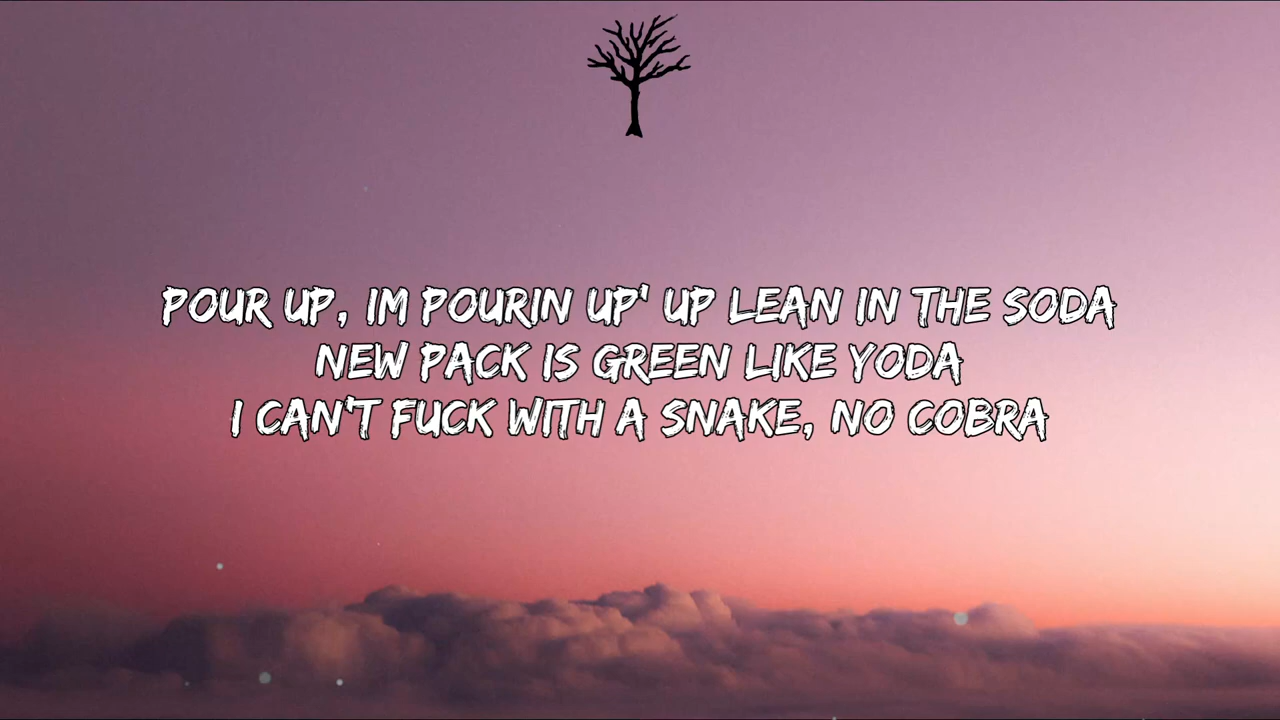 POUR UP, IM POURIN UP' UP LEAN IN THE SODA
NEW PACK IS GREEN LIKE YODA
I CAN'T FUCK WITH A SNAKE, NO COBRA